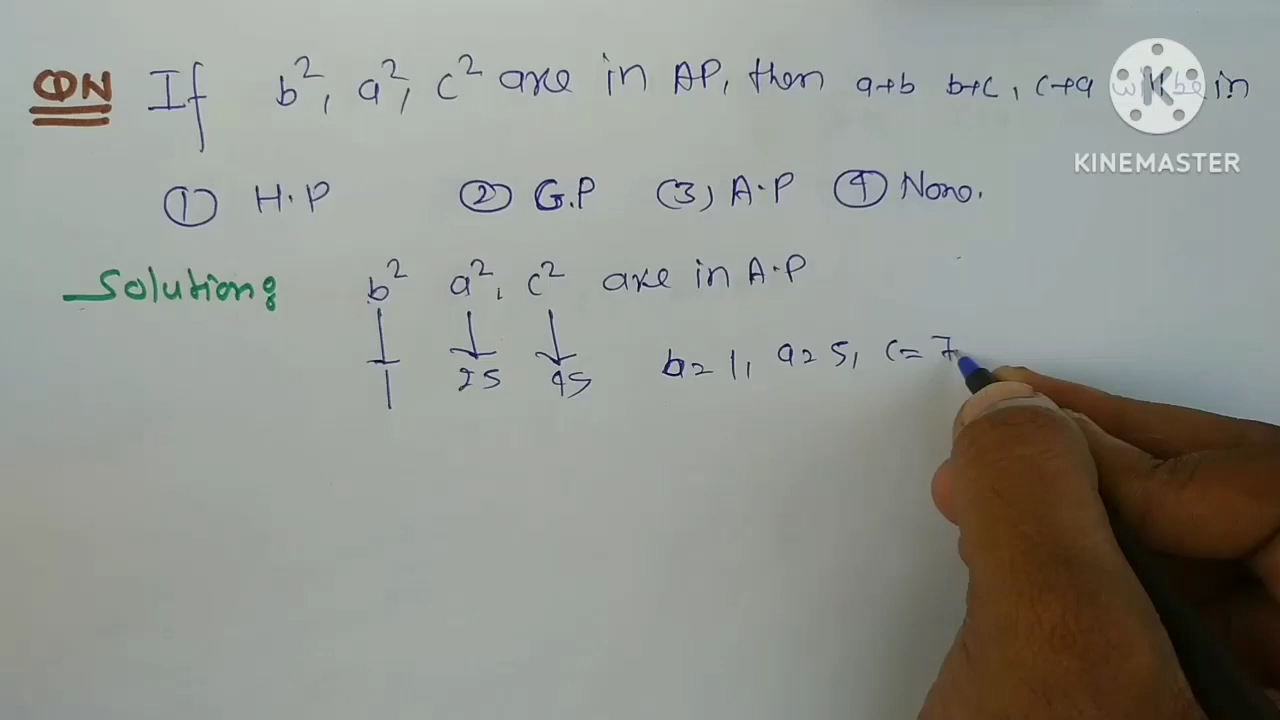 QN If b², a², c² are in AP, then a+b b+c, c+a will be in
KINEMASTER
① H.P ② G.P (3) A.P ④ None.
Solution: b² a², c² are in A.P
1 25 49 b = 1, a = 5, c = 7